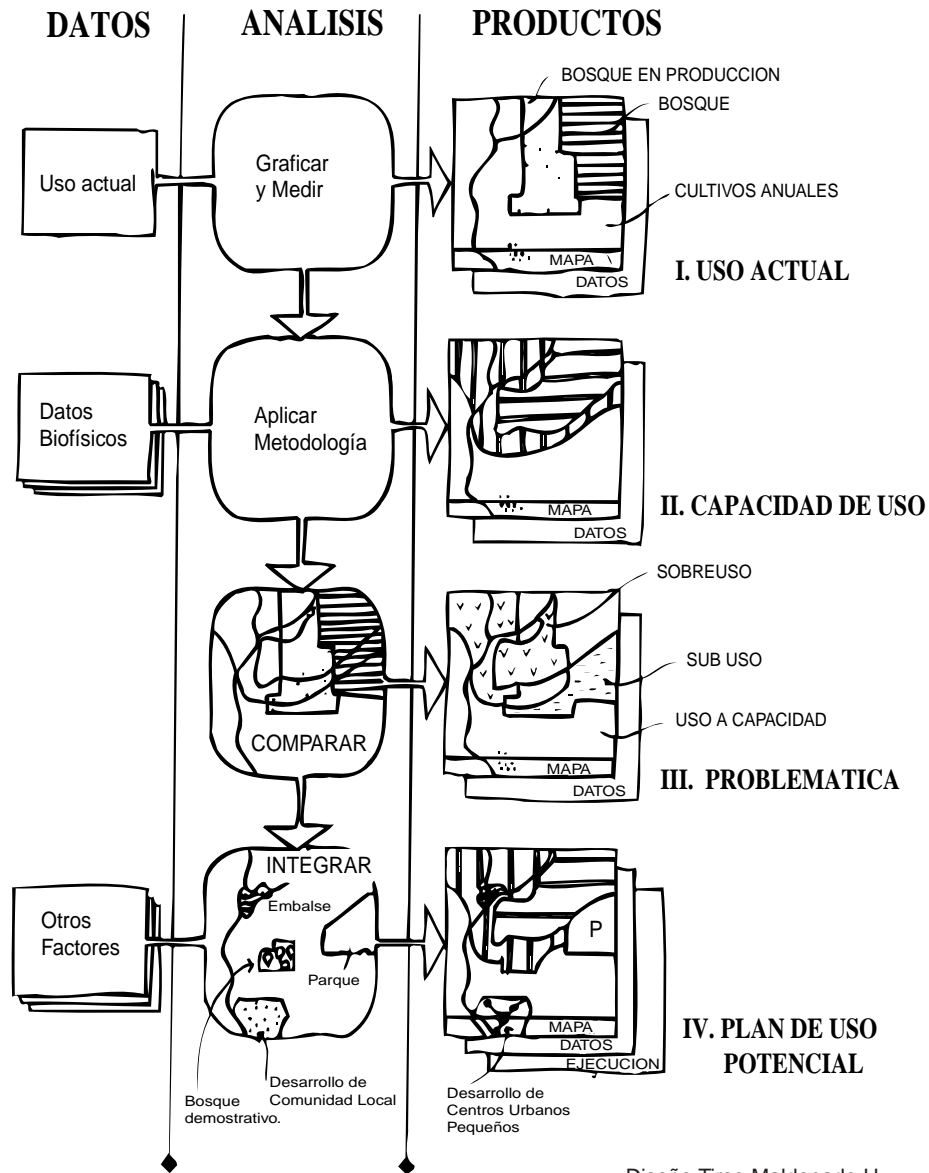 DATOS
ANALISIS
PRODUCTOS
BOSQUE EN PRODUCCION
BOSQUE
Uso actual
Graficar
y Medir
CULTIVOS ANUALES
MAPA
DATOS
I. USO ACTUAL
Datos
Biofísicos
Aplicar
Metodología
MAPA
DATOS
II. CAPACIDAD DE USO
SOBREUSO
SUB USO
USO A CAPACIDAD
COMPARAR
MAPA
DATOS
III. PROBLEMATICA
INTEGRAR
Otros
Factores
Embalse
Parque
P
MAPA
DATOS
EJECUCION
IV. PLAN DE USO
POTENCIAL
Bosque
demostrativo.
Desarrollo de
Comunidad Local
Desarrollo de
Centros Urbanos
Pequeños